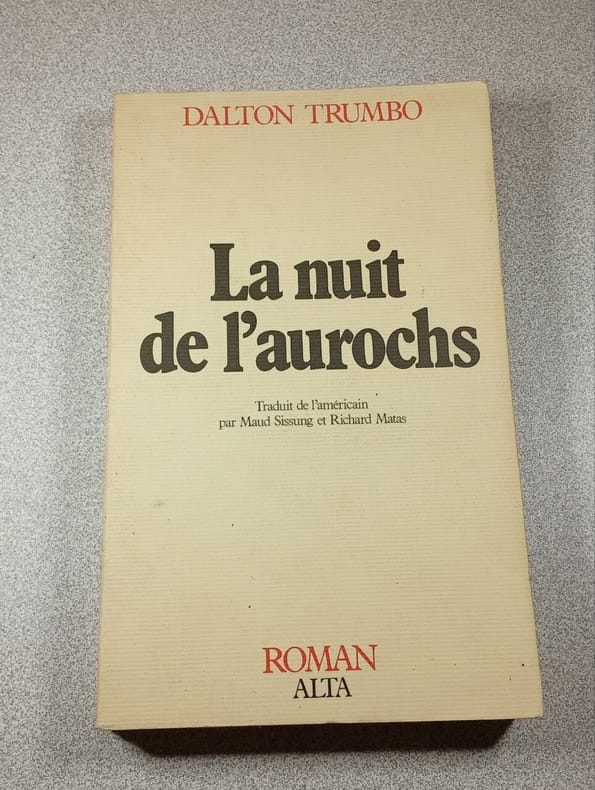 DALTON TRUMBO
La nuit
de l'aurochs
Traduit de l'américain
par Maud Sissung et Richard Matas
ROMAN
ALTA